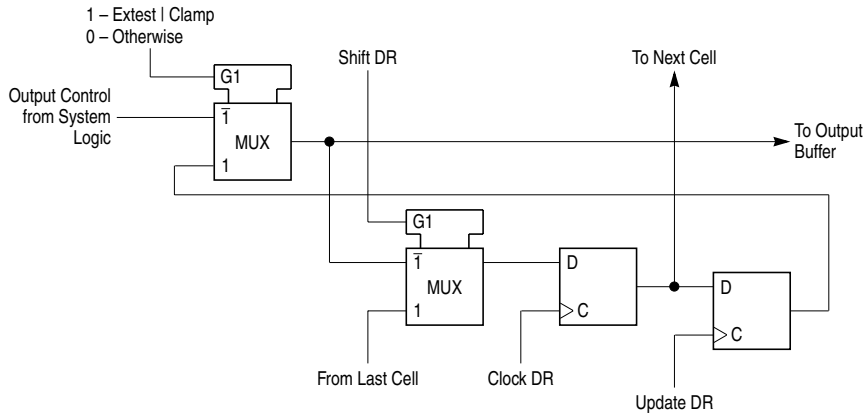 1 – Extest | Clamp
0 – Otherwise
G1
Shift DR
To Next Cell
Output Control
from System
Logic
1̅
MUX
1
To Output
Buffer
G1
1̅
MUX
1
D
C
D
C
From Last Cell
Clock DR
Update DR